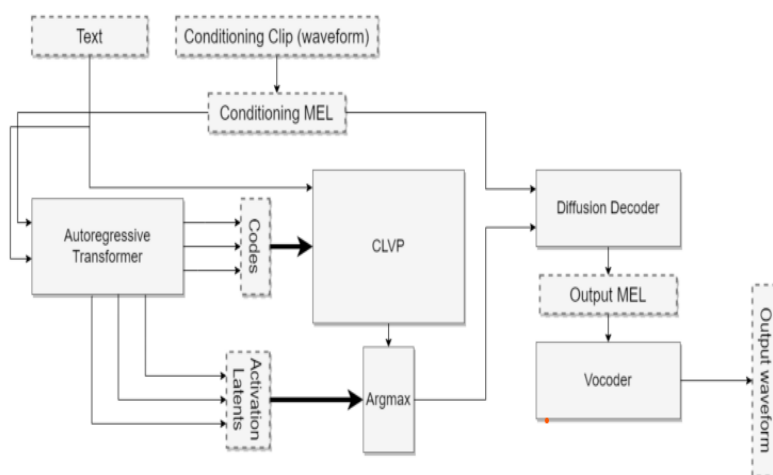 Text
Conditioning Clip (waveform)
Conditioning MEL
Autoregressive
Transformer
Codes
CLVP
Diffusion Decoder
Output MEL
Activation
Latents
Argmax
Vocoder
Output waveform